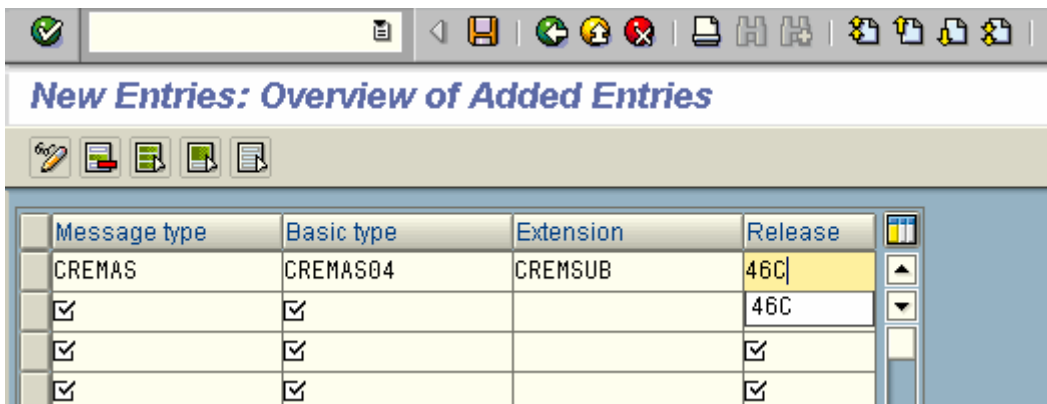 New Entries: Overview of Added Entries
Message type Basic type Extension Release
CREMAS CREMAS04 CREMSUB 46C
46C